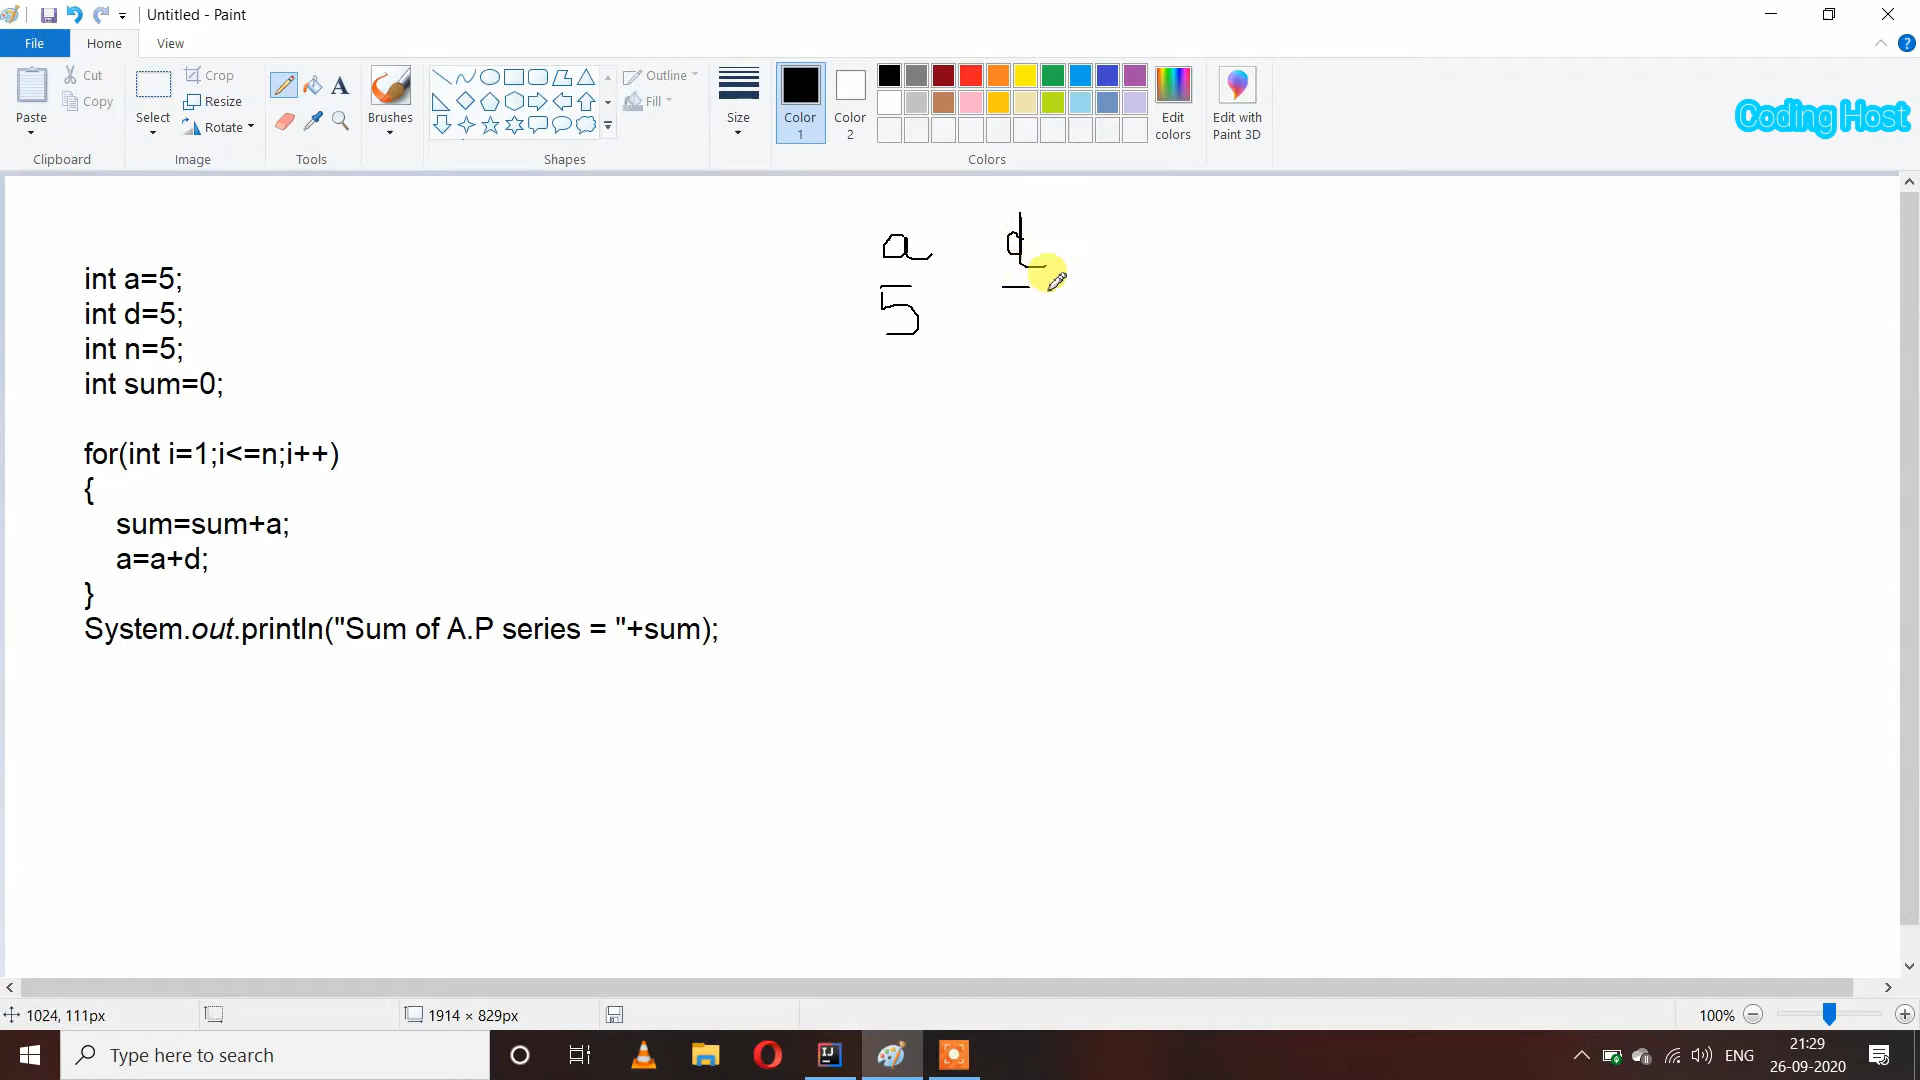 Untitled - Paint
File Home View
Paste
Cut
Copy
Clipboard
Select
Crop
Resize
Rotate
Image
Tools
Brushes
Shapes
Outline
Fill
Size
Color 1
Color 2
Colors
Edit colors
Edit with Paint 3D
Coding Host
a d
5
int a=5;
int d=5;
int n=5;
int sum=0;
for(int i=1;i<=n;i++)
{
sum=sum+a;
a=a+d;
}
System.out.println("Sum of A.P series = "+sum);
1024, 111px
1914 × 829px
100%
Type here to search
ENG
21:29
26-09-2020